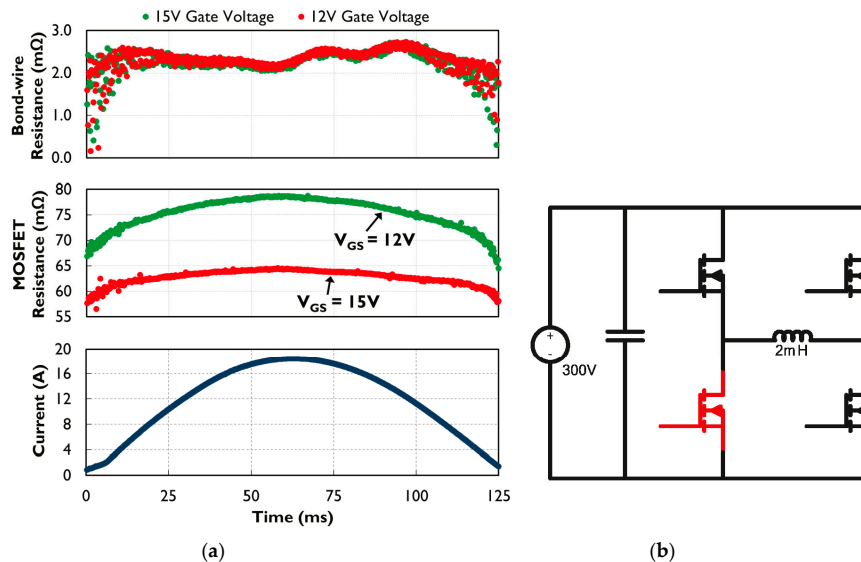 15V Gate Voltage 12V Gate Voltage
Bond-wire
Resistance (mΩ)
3.0
2.0
1.0
0.0
MOSFET
Resistance (mΩ)
80
75
70
65
60
55
V_GS = 12V
V_GS = 15V
Current (A)
20
16
12
8
4
0
0 25 50 75 100 125
Time (ms)
(a)
+
-
300V
2mH
(b)